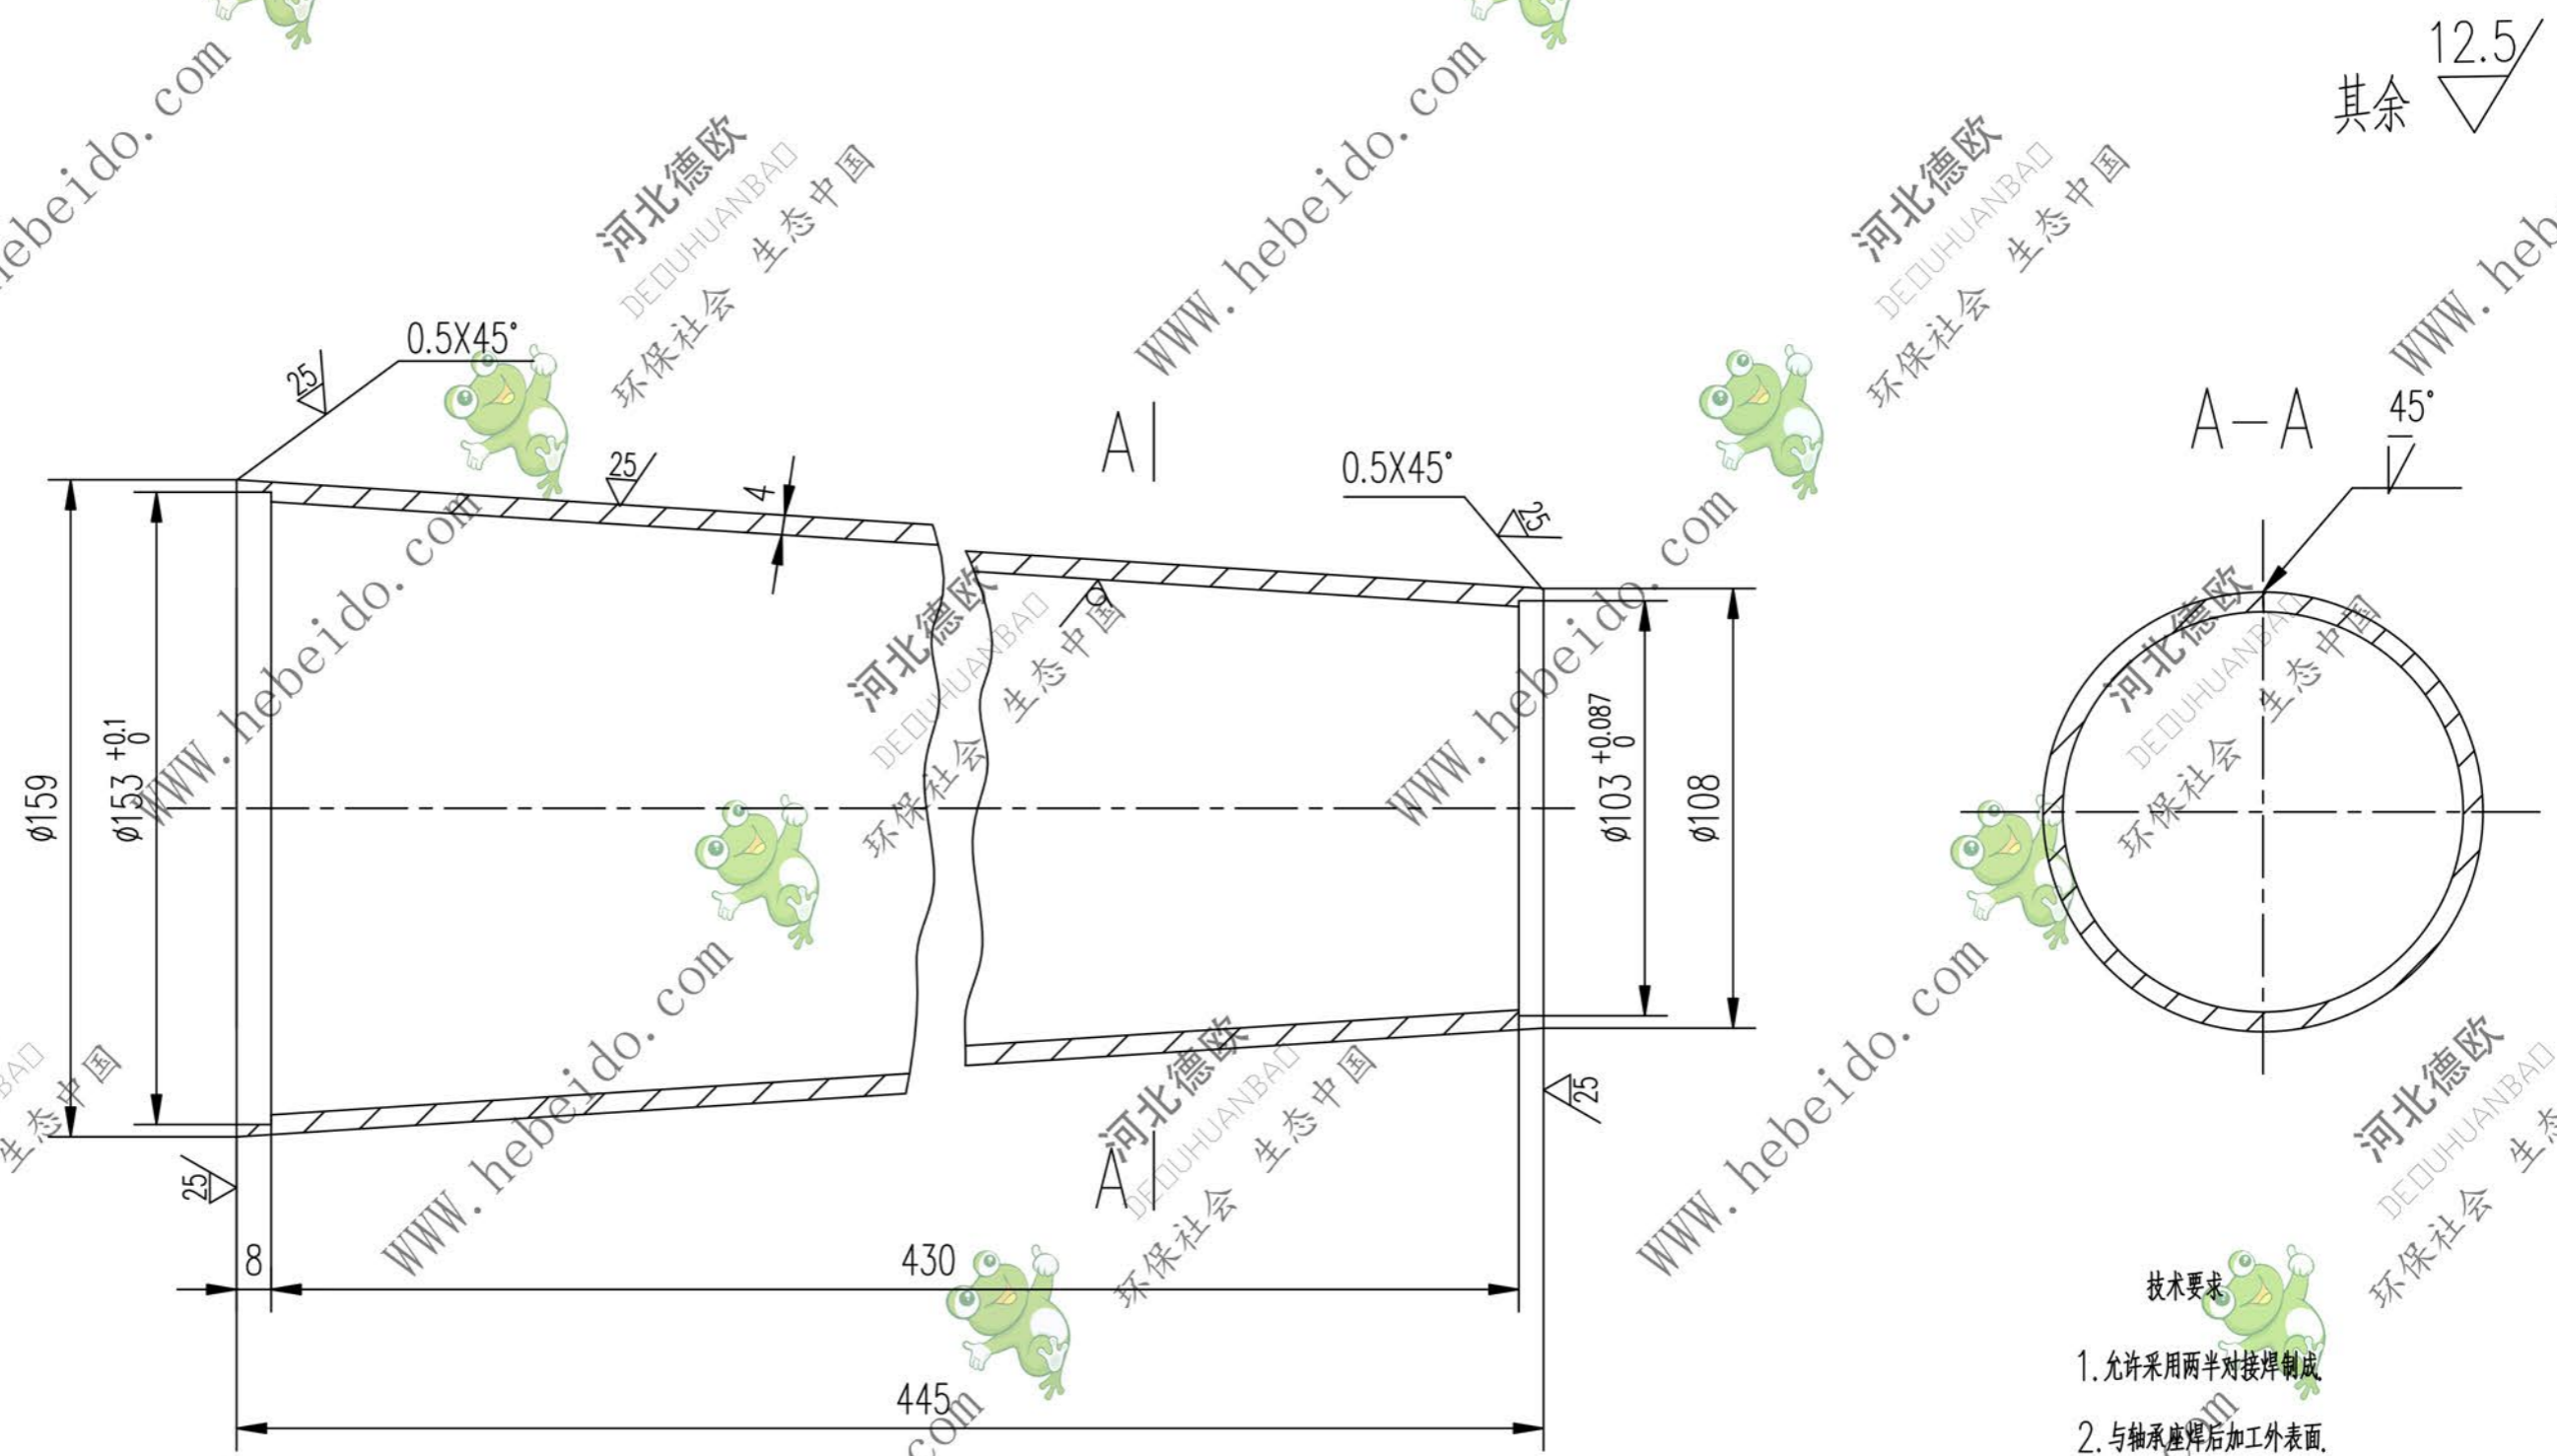 12.5
其余
0.5X45°
25
25
4
A
0.5X45°
25
A-A
45°
ø159
ø153 +0.1 0
ø103 +0.087 0
ø108
25
25
A
8
430
445
技术要求
1.允许采用两半对接焊制成.
2.与轴承座焊后加工外表面.
WWW.hebeido.com
河北德欧
DEOUHUANBAO
环保社会 生态中国